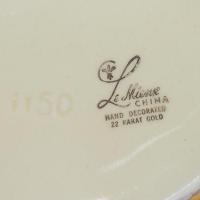 1150
Le Mieux
CHINA
HAND DECORATED
22 KARAT GOLD